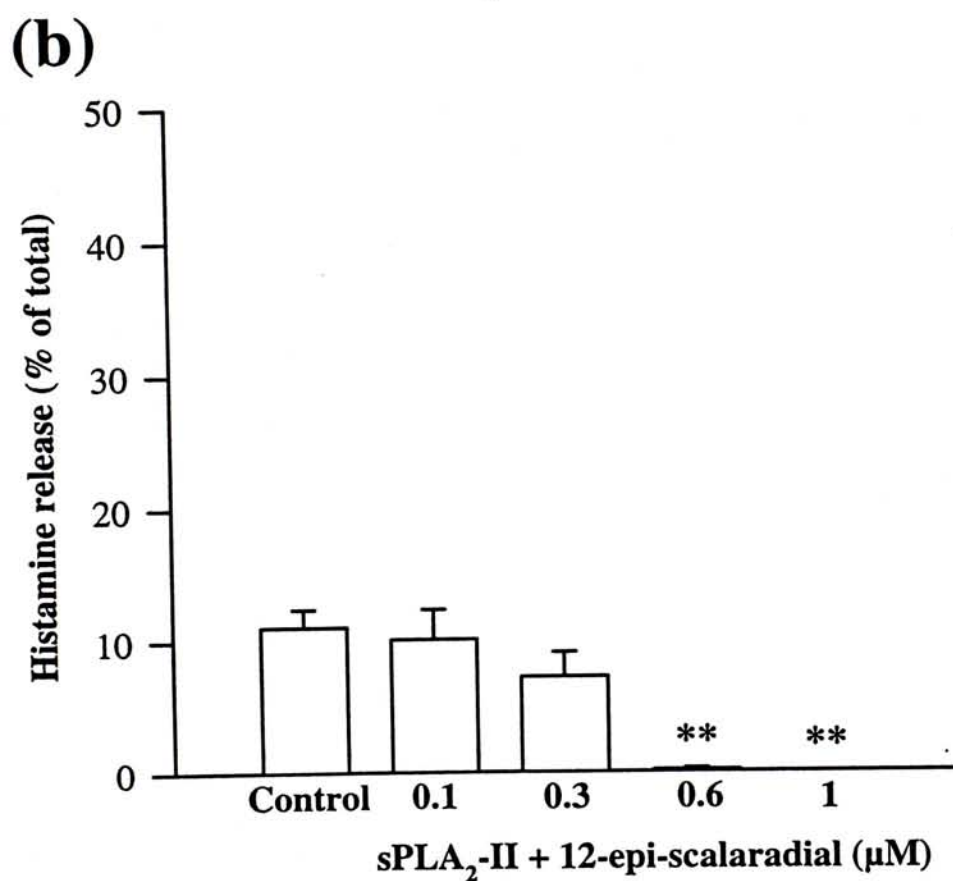 (b)
Histamine release (% of total)
50
40
30
20
10
0
** **
Control 0.1 0.3 0.6 1
sPLA₂-II + 12-epi-scalaradial (µM)